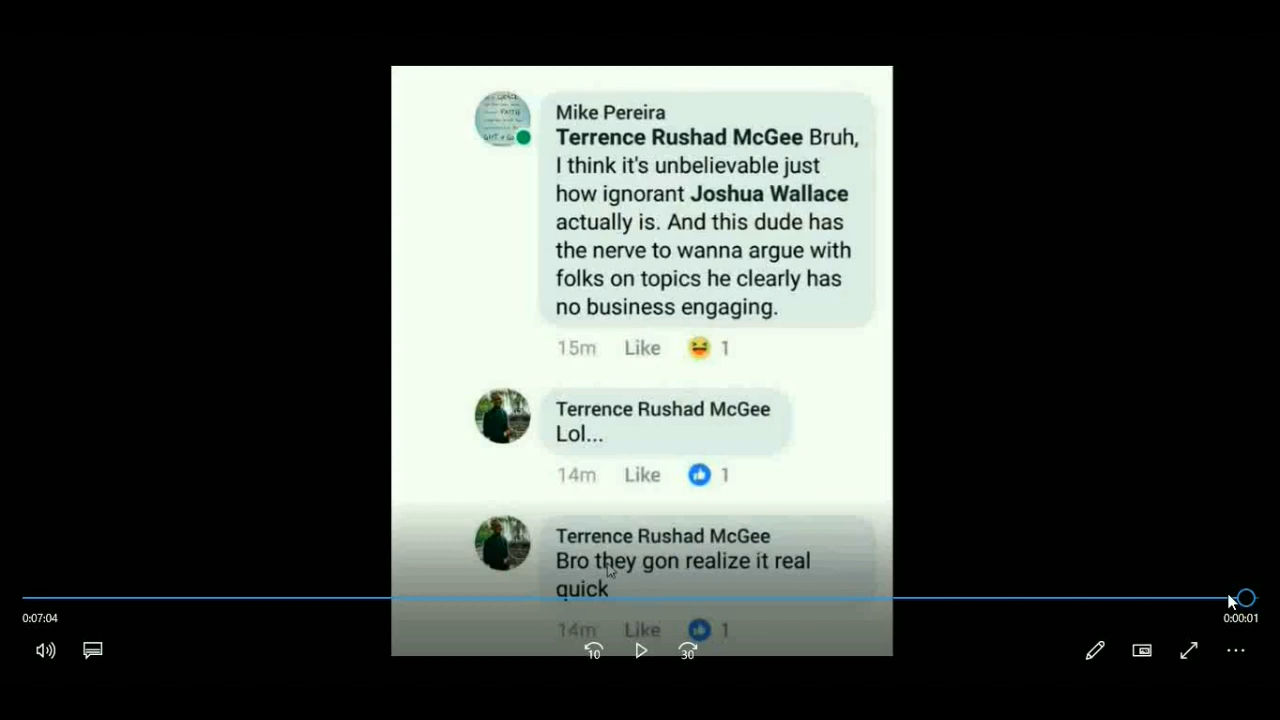 Mike Pereira
Terrence Rushad McGee Bruh,
I think it's unbelievable just
how ignorant Joshua Wallace
actually is. And this dude has
the nerve to wanna argue with
folks on topics he clearly has
no business engaging.
15m Like 1
Terrence Rushad McGee
Lol...
14m Like 1
Terrence Rushad McGee
Bro they gon realize it real
quick
0:07:04 0:00:01
14m Like 1
10 30